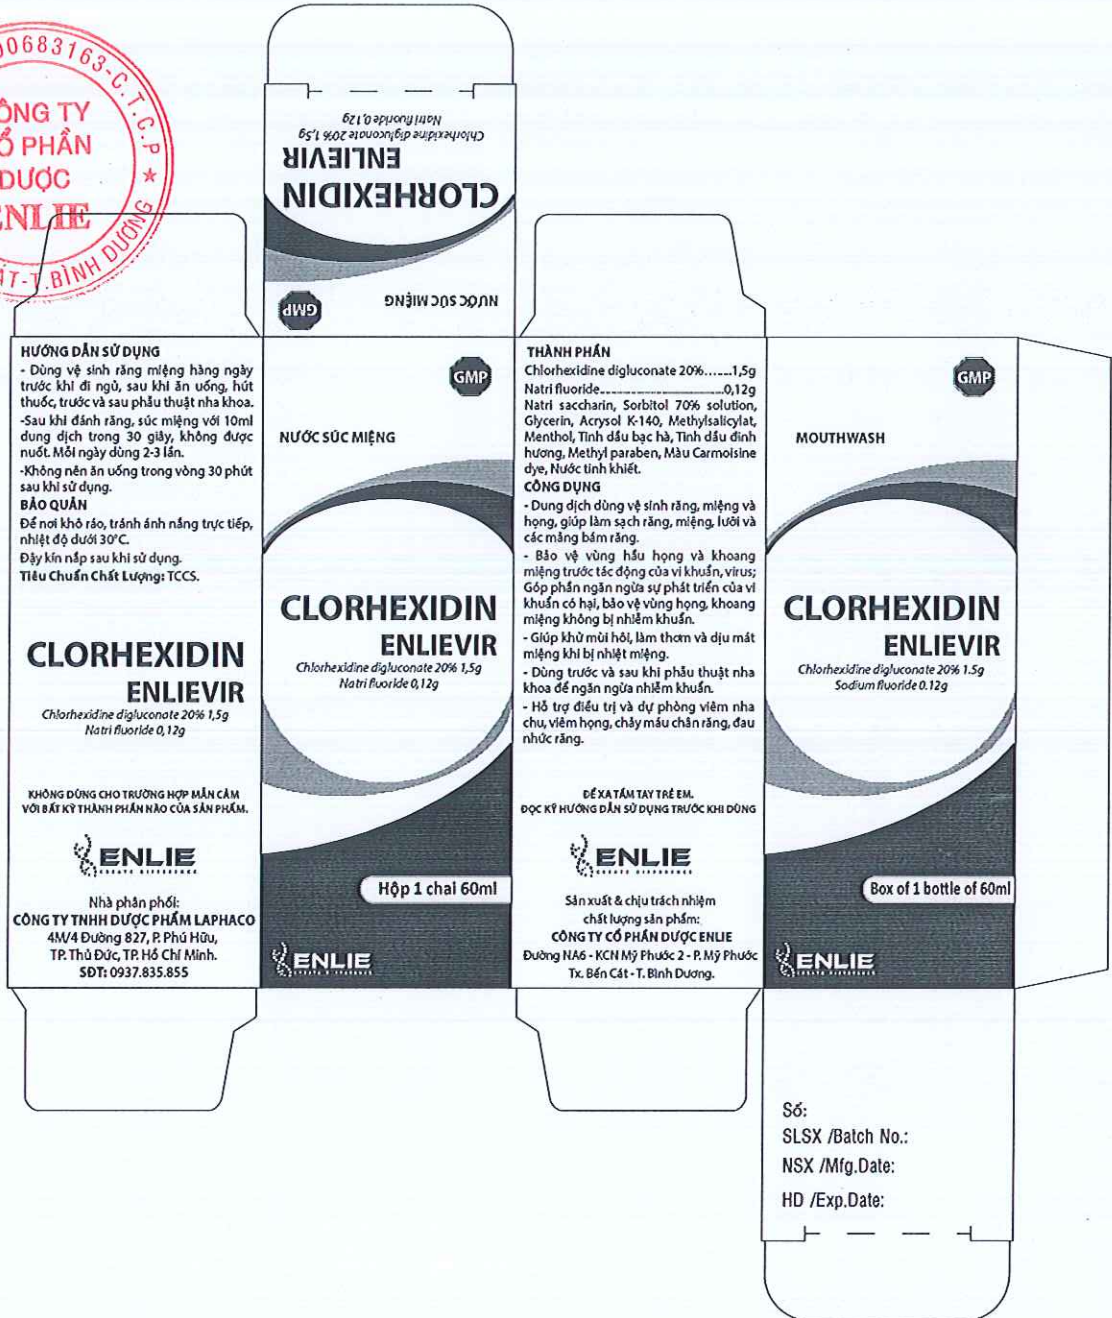 00683163-C.T.C.P ★
ÔNG TY
Ổ PHẦN
DƯỢC
ENLIE
ÁT-T.BÌNH DƯƠNG
Natri fluoride 0,12g
Chlorhexidine digluconate 20% 1,5g
ENLIEVIR
CLORHEXIDIN
NƯỚC SÚC MIỆNG
GMP
HƯỚNG DẪN SỬ DỤNG
- Dùng vệ sinh răng miệng hàng ngày
trước khi đi ngủ, sau khi ăn uống, hút
thuốc, trước và sau phẫu thuật nha khoa.
-Sau khi đánh răng, súc miệng với 10ml
dung dịch trong 30 giây, không được
nuốt. Mỗi ngày dùng 2-3 lần.
-Không nên ăn uống trong vòng 30 phút
sau khi sử dụng.
BẢO QUẢN
Để nơi khô ráo, tránh ánh nắng trực tiếp,
nhiệt độ dưới 30°C.
Đậy kín nắp sau khi sử dụng.
Tiêu Chuẩn Chất Lượng: TCCS.
CLORHEXIDIN
ENLIEVIR
Chlorhexidine digluconate 20% 1,5g
Natri fluoride 0,12g
KHÔNG DÙNG CHO TRƯỜNG HỢP MẪN CẢM
VỚI BẤT KỲ THÀNH PHẦN NÀO CỦA SẢN PHẨM.
ENLIE
CREATE DIFFERENCE
Nhà phân phối:
CÔNG TY TNHH DƯỢC PHẨM LAPHACO
4M/4 Đường 827, P. Phú Hữu,
TP. Thủ Đức, TP. Hồ Chí Minh.
SĐT: 0937.835.855
GMP
NƯỚC SÚC MIỆNG
CLORHEXIDIN
ENLIEVIR
Chlorhexidine digluconate 20% 1,5g
Natri fluoride 0,12g
Hộp 1 chai 60ml
ENLIE
CREATE DIFFERENCE
THÀNH PHẦN
Chlorhexidine digluconate 20%......1,5g
Natri fluoride.........................0,12g
Natri saccharin, Sorbitol 70% solution,
Glycerin, Acrysol K-140, Methylsalicylat,
Menthol, Tinh dầu bạc hà, Tinh dầu đinh
hương, Methyl paraben, Màu Carmoisine
dye, Nước tinh khiết.
CÔNG DỤNG
- Dung dịch dùng vệ sinh răng, miệng và
họng, giúp làm sạch răng, miệng, lưỡi và
các mảng bám răng.
- Bảo vệ vùng hầu họng và khoang
miệng trước tác động của vi khuẩn, virus;
Góp phần ngăn ngừa sự phát triển của vi
khuẩn có hại, bảo vệ vùng họng, khoang
miệng không bị nhiễm khuẩn.
- Giúp khử mùi hôi, làm thơm và dịu mát
miệng khi bị nhiệt miệng.
- Dùng trước và sau khi phẫu thuật nha
khoa để ngăn ngừa nhiễm khuẩn.
- Hỗ trợ điều trị và dự phòng viêm nha
chu, viêm họng, chảy máu chân răng, đau
nhức răng.
ĐỂ XA TẦM TAY TRẺ EM.
ĐỌC KỸ HƯỚNG DẪN SỬ DỤNG TRƯỚC KHI DÙNG
ENLIE
CREATE DIFFERENCE
Sản xuất & chịu trách nhiệm
chất lượng sản phẩm:
CÔNG TY CỔ PHẦN DƯỢC ENLIE
Đường NA6 - KCN Mỹ Phước 2 - P. Mỹ Phước
Tx. Bến Cát - T. Bình Dương.
GMP
MOUTHWASH
CLORHEXIDIN
ENLIEVIR
Chlorhexidine digluconate 20% 1.5g
Sodium fluoride 0.12g
Box of 1 bottle of 60ml
ENLIE
CREATE DIFFERENCE
Số:
SLSX /Batch No.:
NSX /Mfg.Date:
HD /Exp.Date: